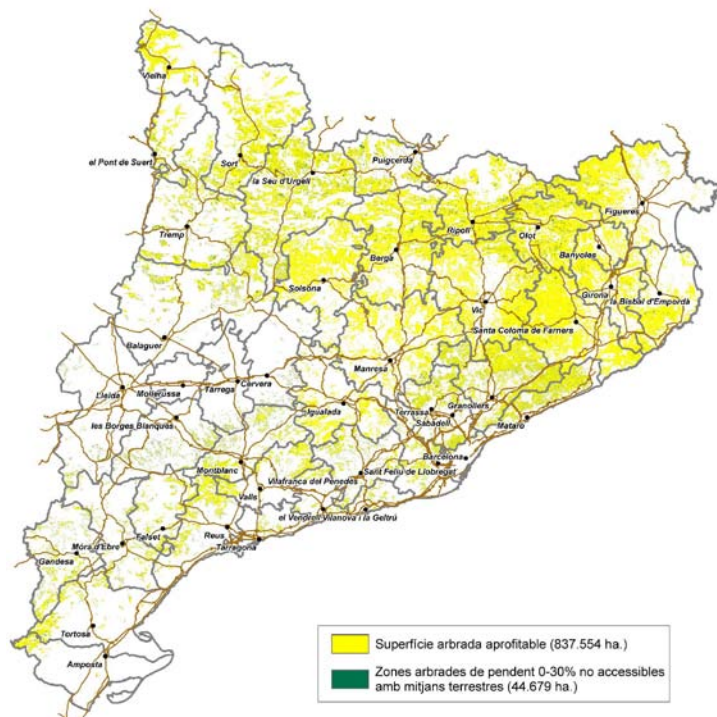 Vielha
el Pont de Suert
Sort
la Seu d'Urgell
Puigcerdà
Figueres
Tremp
Ripoll
Olot
Berga
Banyoles
Solsona
Girona
la Bisbal d'Empordà
Vic
Santa Coloma de Farners
Balaguer
Manresa
Lleida
Mollerussa
Tàrrega
Cervera
Igualada
Terrassa
Granollers
Sabadell
Mataró
les Borges Blanques
Barcelona
Montblanc
Sant Feliu de Llobregat
Vilafranca del Penedès
Valls
el Vendrell
Vilanova i la Geltrú
Falset
Reus
Móra d'Ebre
Tarragona
Gandesa
Tortosa
Amposta
Superfície arbrada aprofitable (837.554 ha.)
Zones arbrades de pendent 0-30% no accessibles
amb mitjans terrestres (44.679 ha.)